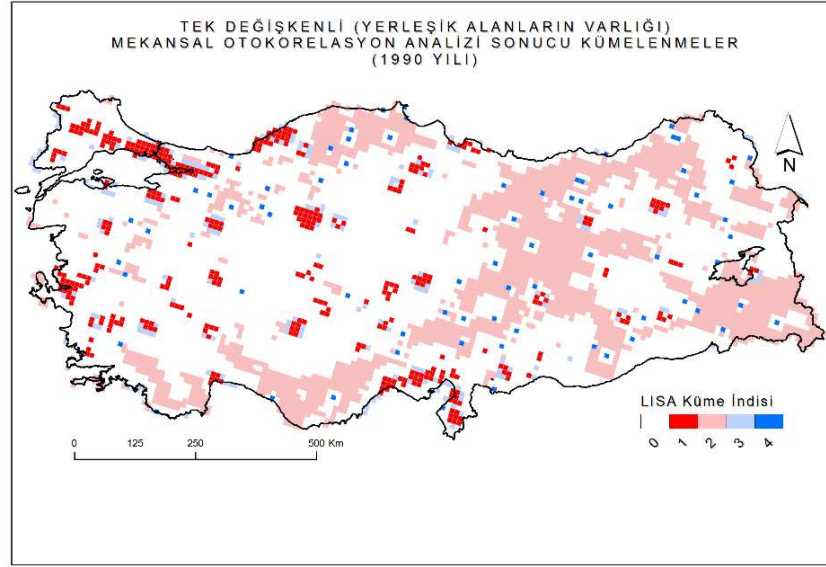 TEK DEĞİŞKENLİ (YERLEŞİK ALANLARIN VARLIĞI)
MEKANSAL OTOKORELASYON ANALİZİ SONUCU KÜMELENMELER
(1990 YILI)
N
LISA Küme İndisi
0 1 2 3 4
0 125 250 500 Km